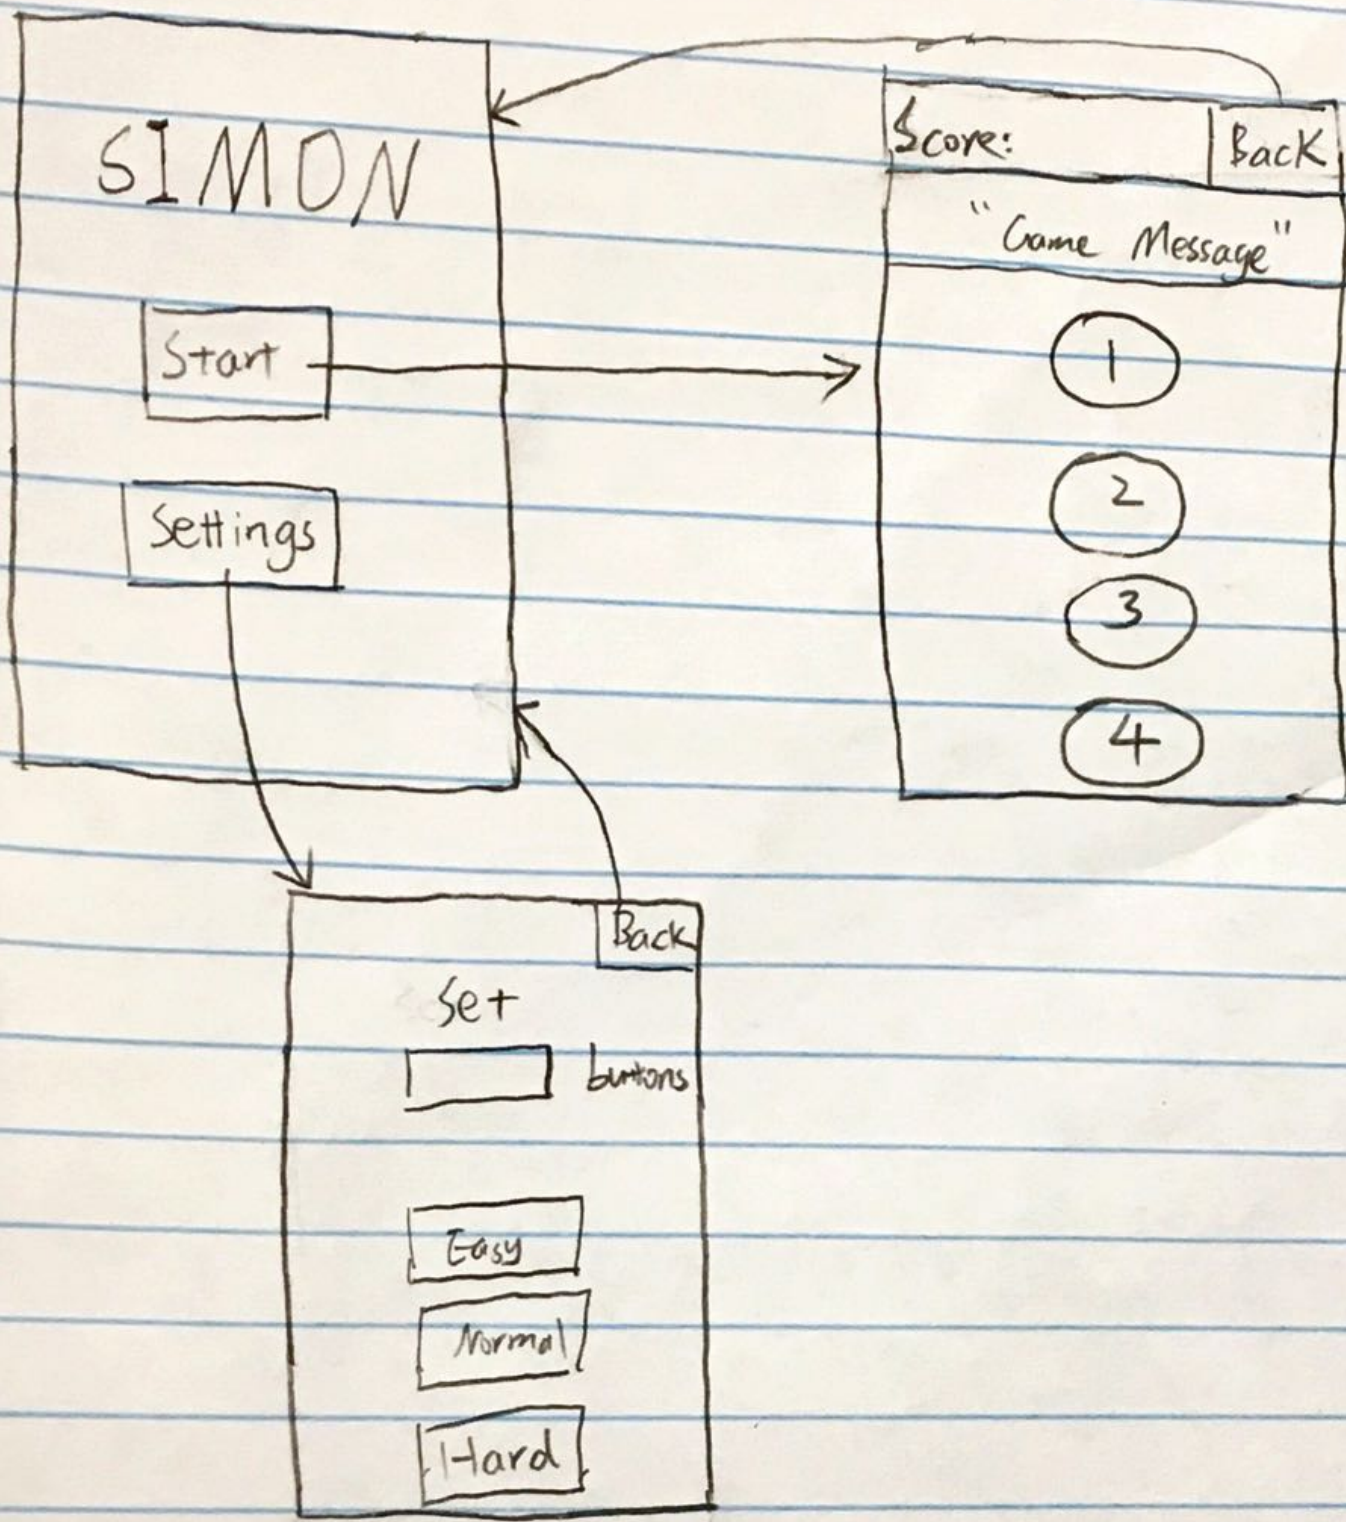 SIMON
Start
Settings
Score: Back
"Game Message"
1
2
3
4
Back
Set
buttons
Easy
Normal
Hard